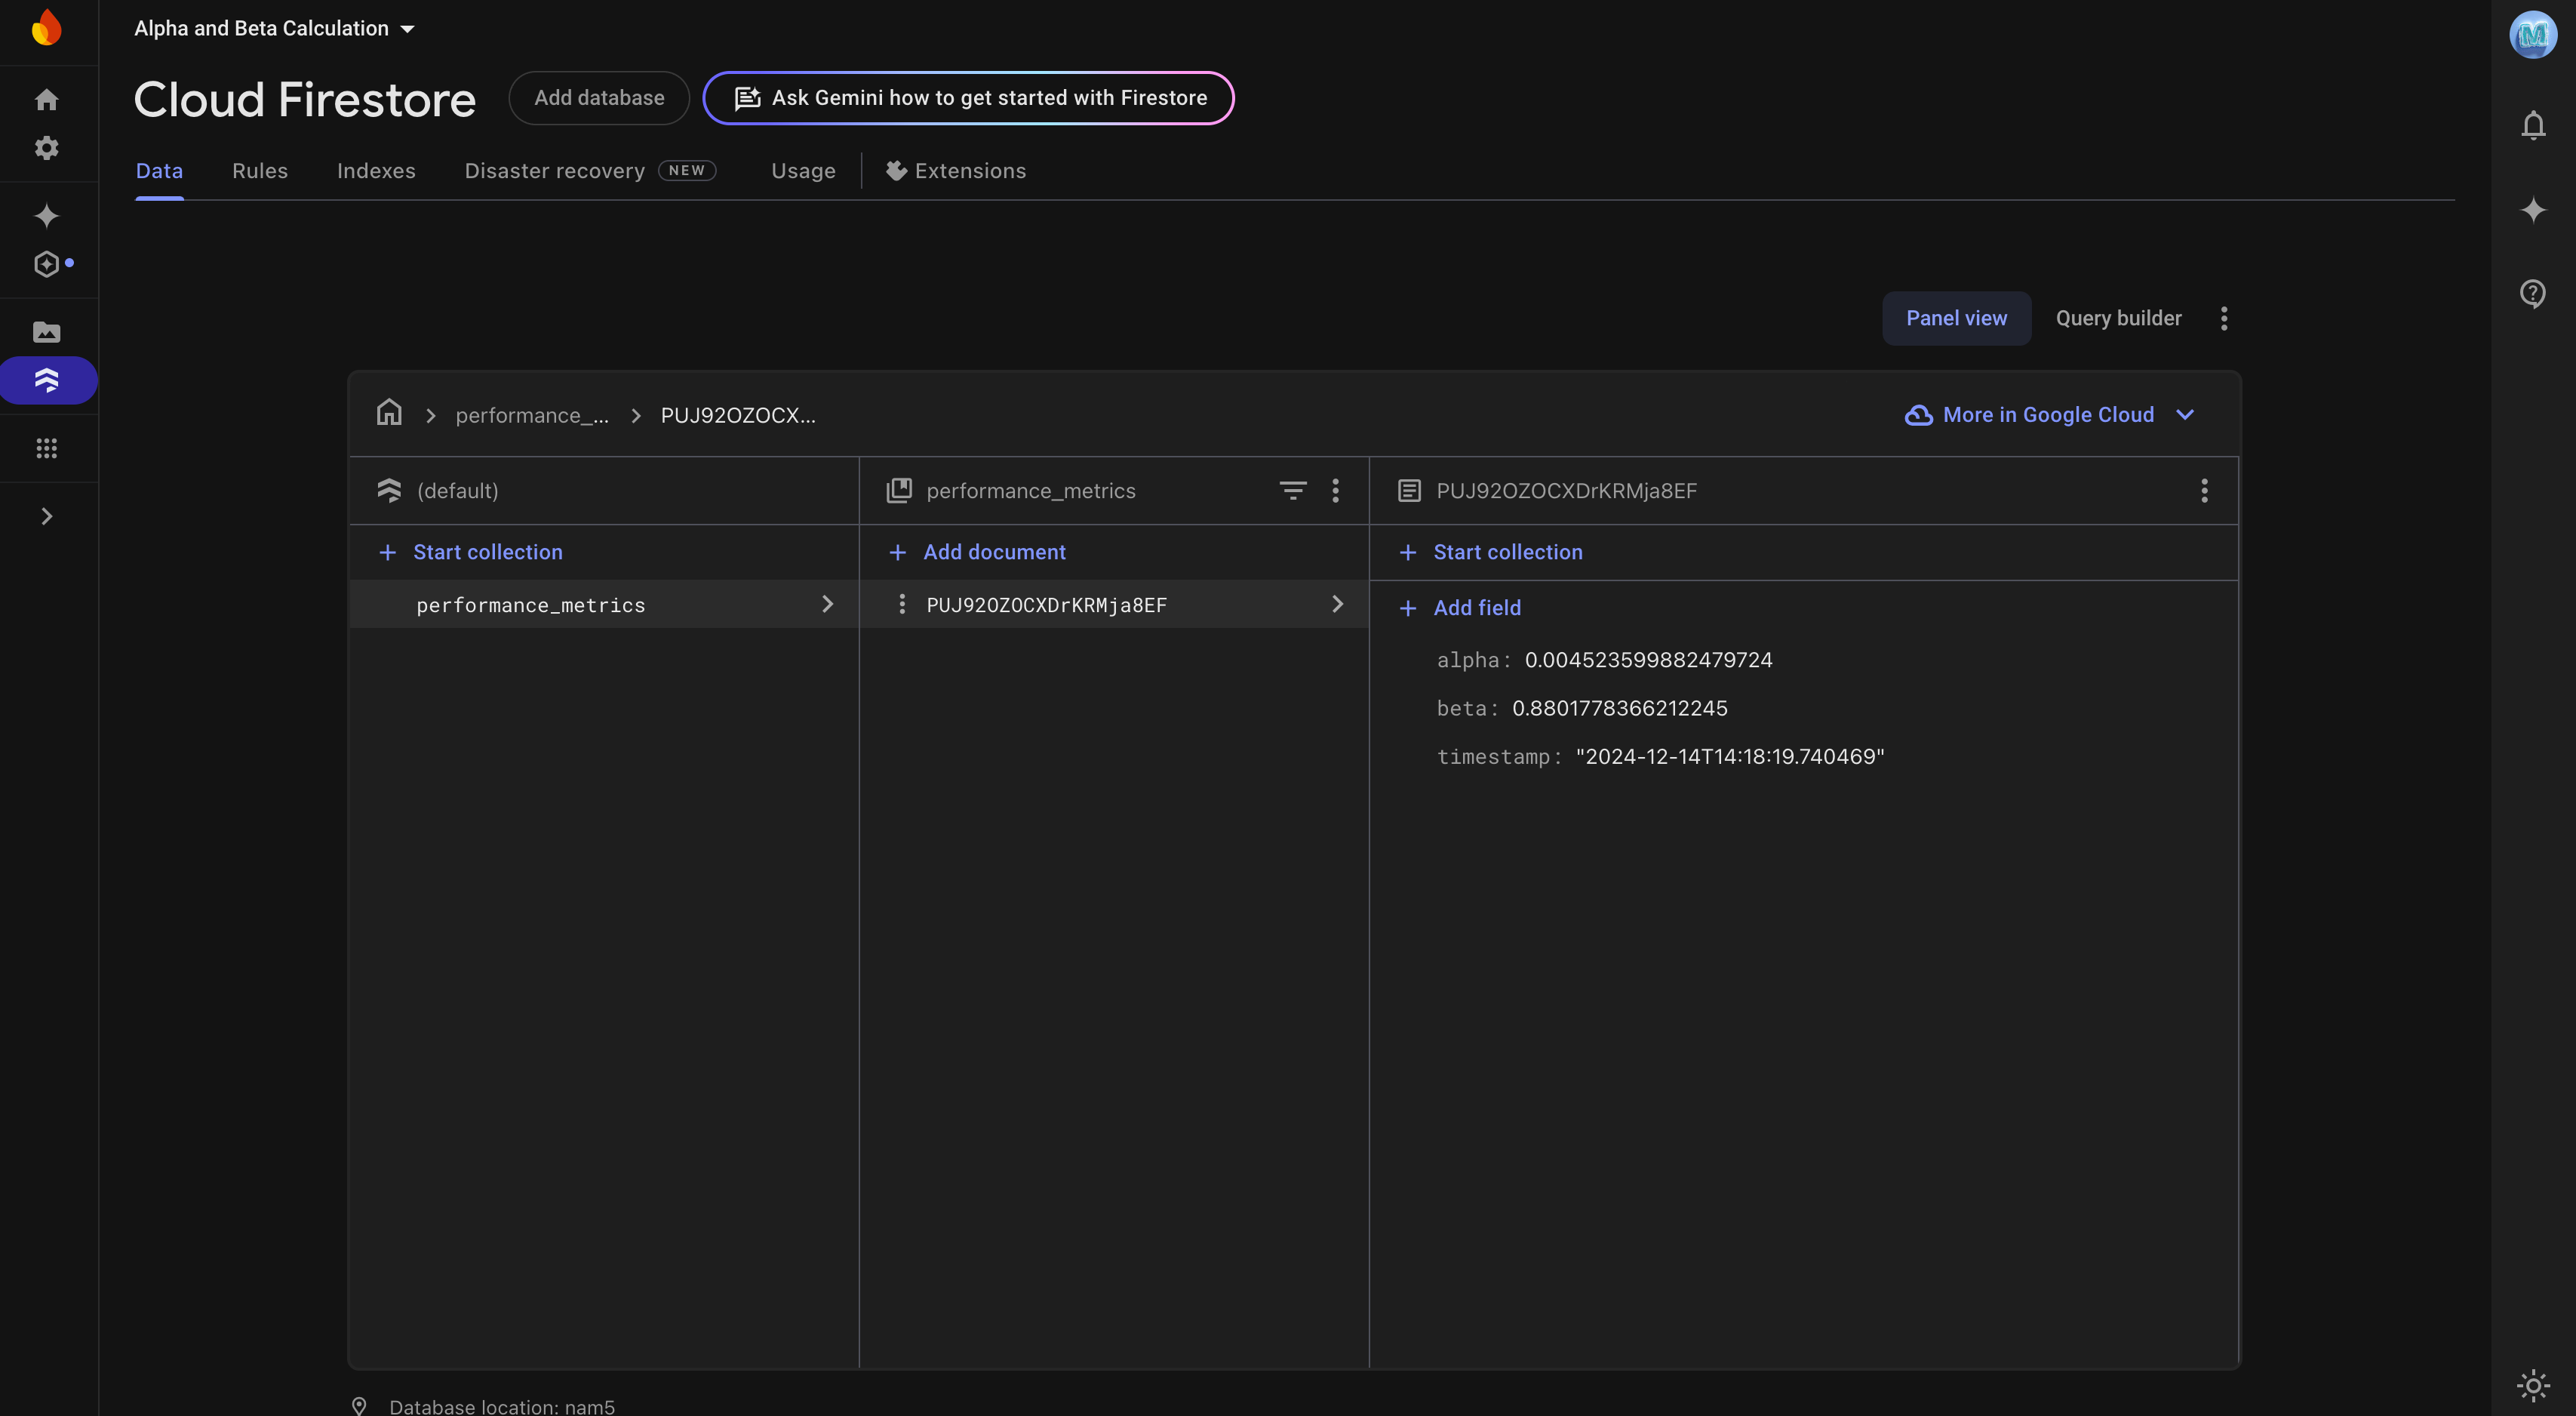 Alpha and Beta Calculation
Cloud Firestore
Add database
Ask Gemini how to get started with Firestore
Data
Rules
Indexes
Disaster recovery NEW
Usage
Extensions
Panel view
Query builder
performance_...
PUJ92OZOCX...
More in Google Cloud
(default)
performance_metrics
PUJ92OZOCXDrKRMja8EF
Start collection
Add document
Start collection
performance_metrics
PUJ92OZOCXDrKRMja8EF
Add field
alpha: 0.004523599882479724
beta: 0.8801778366212245
timestamp: "2024-12-14T14:18:19.740469"
Database location: nam5